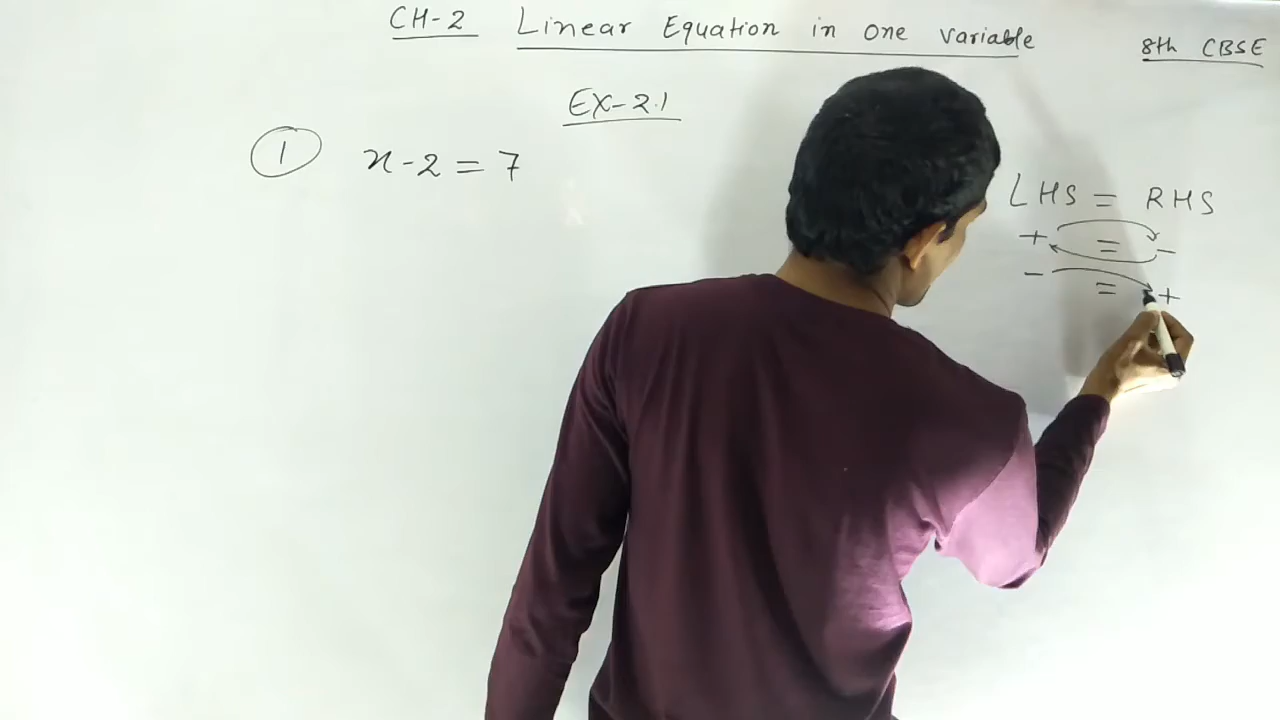 CH-2 Linear Equation in one variable 8th CBSE
EX-2.1
1 x-2=7
LHS = RHS
+ = -
- = +